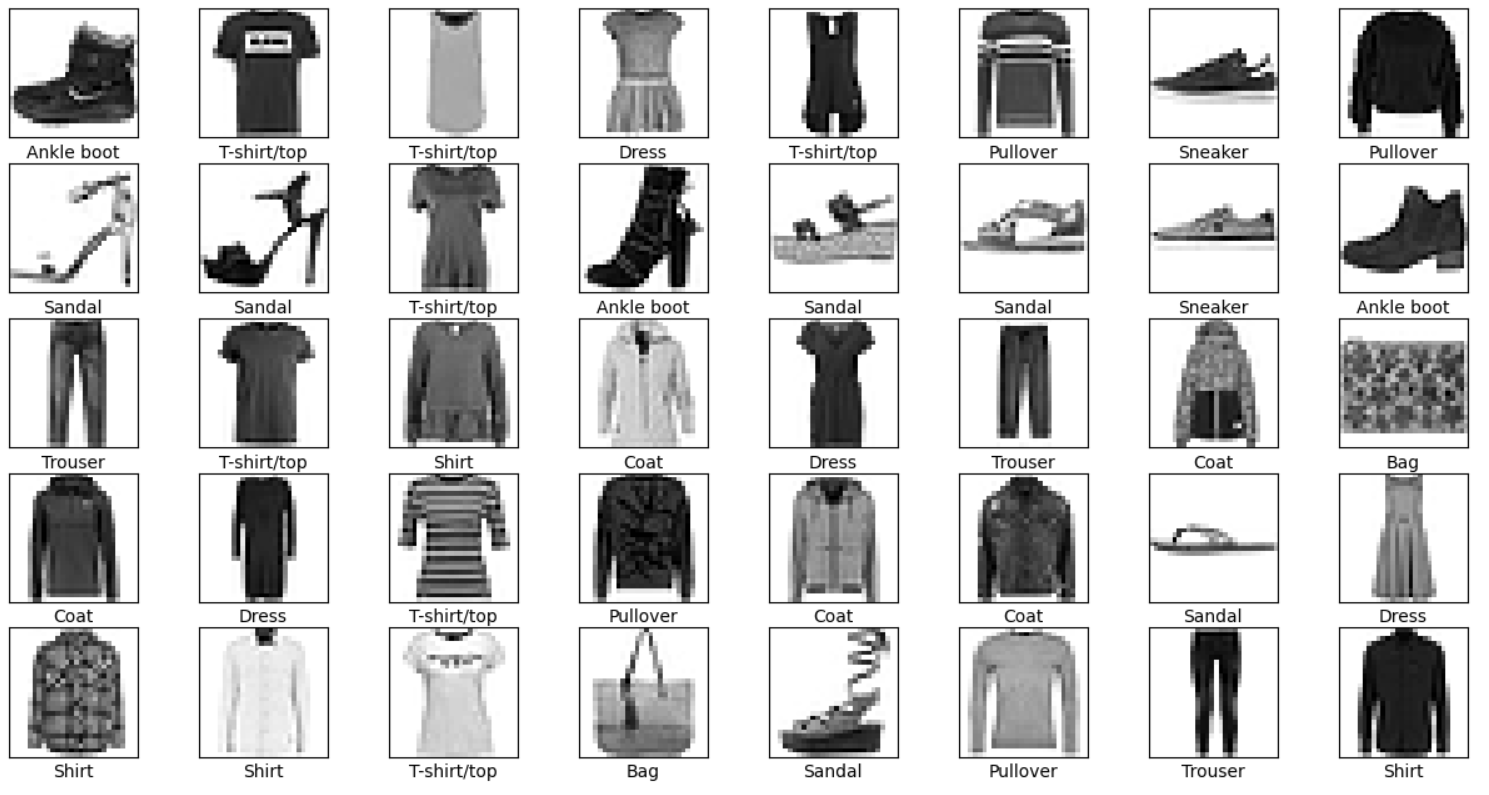 Ankle boot T-shirt/top T-shirt/top Dress T-shirt/top Pullover Sneaker Pullover
Sandal Sandal T-shirt/top Ankle boot Sandal Sandal Sneaker Ankle boot
Trouser T-shirt/top Shirt Coat Dress Trouser Coat Bag
Coat Dress T-shirt/top Pullover Coat Coat Sandal Dress
Shirt Shirt T-shirt/top Bag Sandal Pullover Trouser Shirt